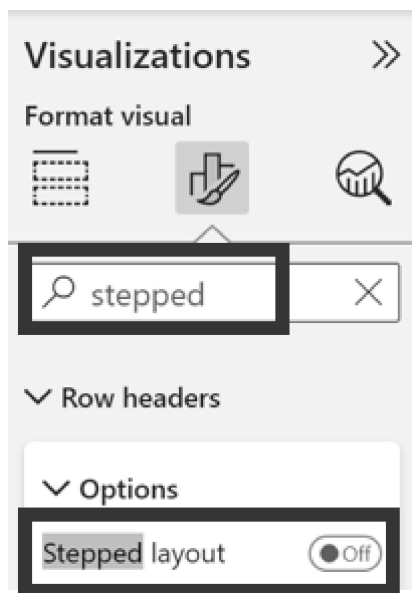 Visualizations
Format visual
stepped
Row headers
Options
Stepped layout Off